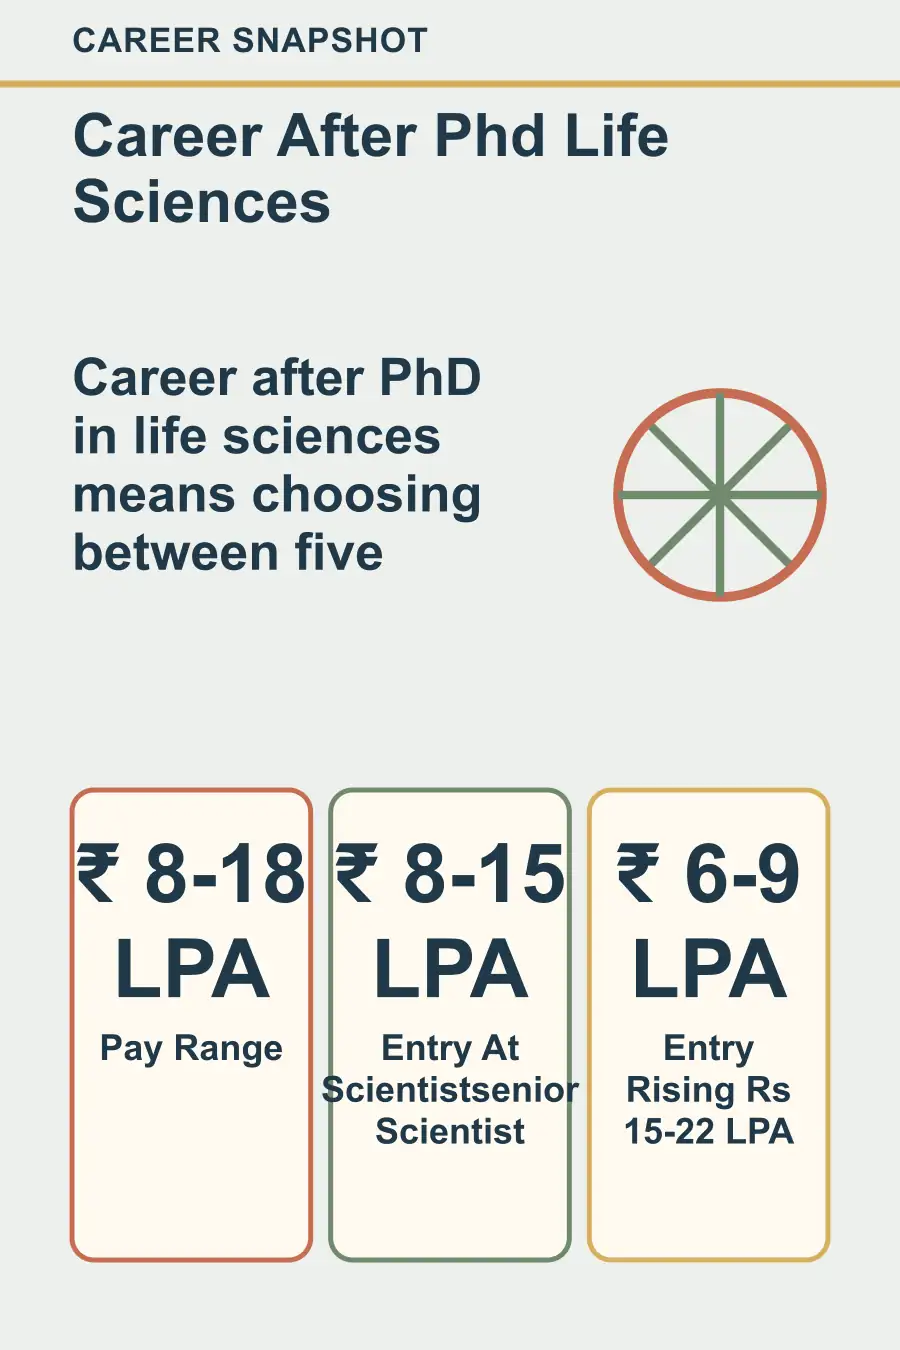 CAREER SNAPSHOT
Career After Phd Life
Sciences
Career after PhD
in life sciences
means choosing
between five
₹ 8-18
LPA
Pay Range
₹ 8-15
LPA
Entry At
Scientistsenior
Scientist
₹ 6-9
LPA
Entry
Rising Rs
15-22 LPA